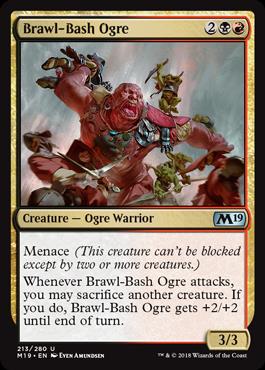 Brawl-Bash Ogre 2
Creature — Ogre Warrior M19
Menace (This creature can't be blocked
except by two or more creatures.)
Whenever Brawl-Bash Ogre attacks,
you may sacrifice another creature. If
you do, Brawl-Bash Ogre gets +2/+2
until end of turn.
3/3
213/280 U
M19 • EN Even Amundsen
™ & © 2018 Wizards of the Coast